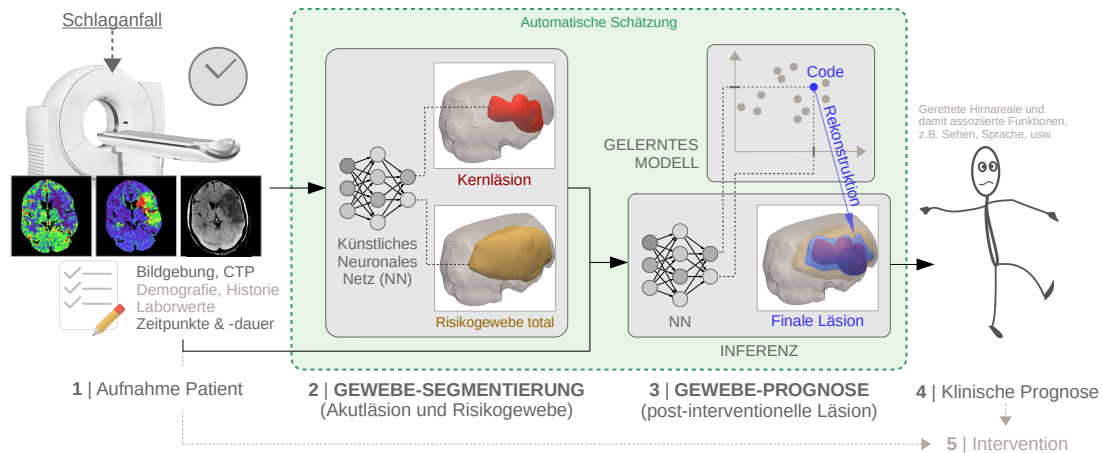 Schlaganfall
Automatische Schätzung
Code
Rekonstruktion
GELERNTES
MODELL
Kernläsion
Künstliches
Neuronales
Netz (NN)
Risikogewebe total
NN
Finale Läsion
INFERENZ
Gerettete Hirnareale und
damit assoziierte Funktionen,
z.B. Sehen, Sprache, usw.
Bildgebung, CTP
Demografie, Historie
Laborwerte
Zeitpunkte & -dauer
1 | Aufnahme Patient
2 | GEWEBE-SEGMENTIERUNG
(Akutläsion und Risikogewebe)
3 | GEWEBE-PROGNOSE
(post-interventionelle Läsion)
4 | Klinische Prognose
5 | Intervention